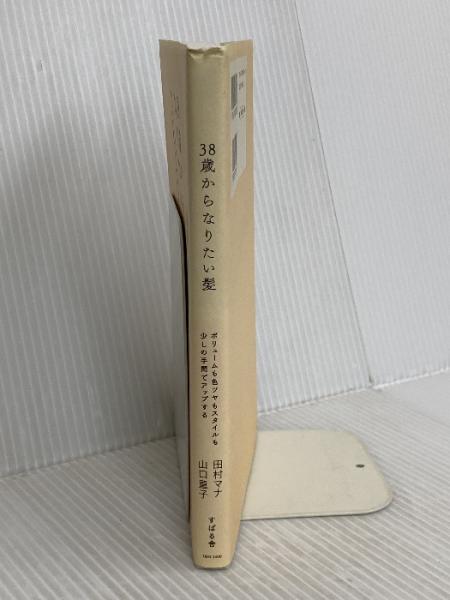 38歳からなりたい髪
ボリュームも色ツヤもスタイルも
少しの手間でアップする
田村マナ
山口
すばる舎